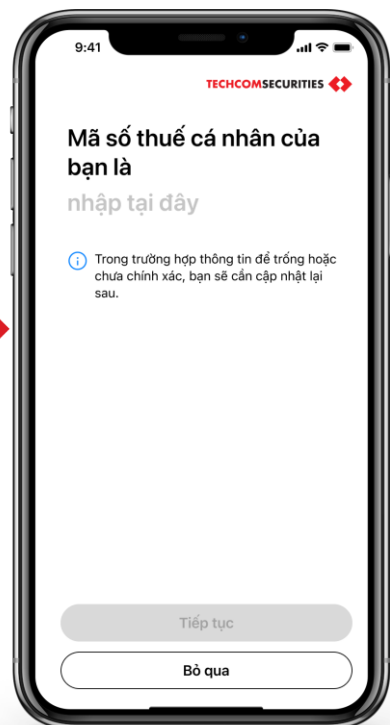 9:41
TECHCOMSECURITIES
Mã số thuế cá nhân của
bạn là
nhập tại đây
Trong trường hợp thông tin để trống hoặc
chưa chính xác, bạn sẽ cần cập nhật lại
sau.
Tiếp tục
Bỏ qua